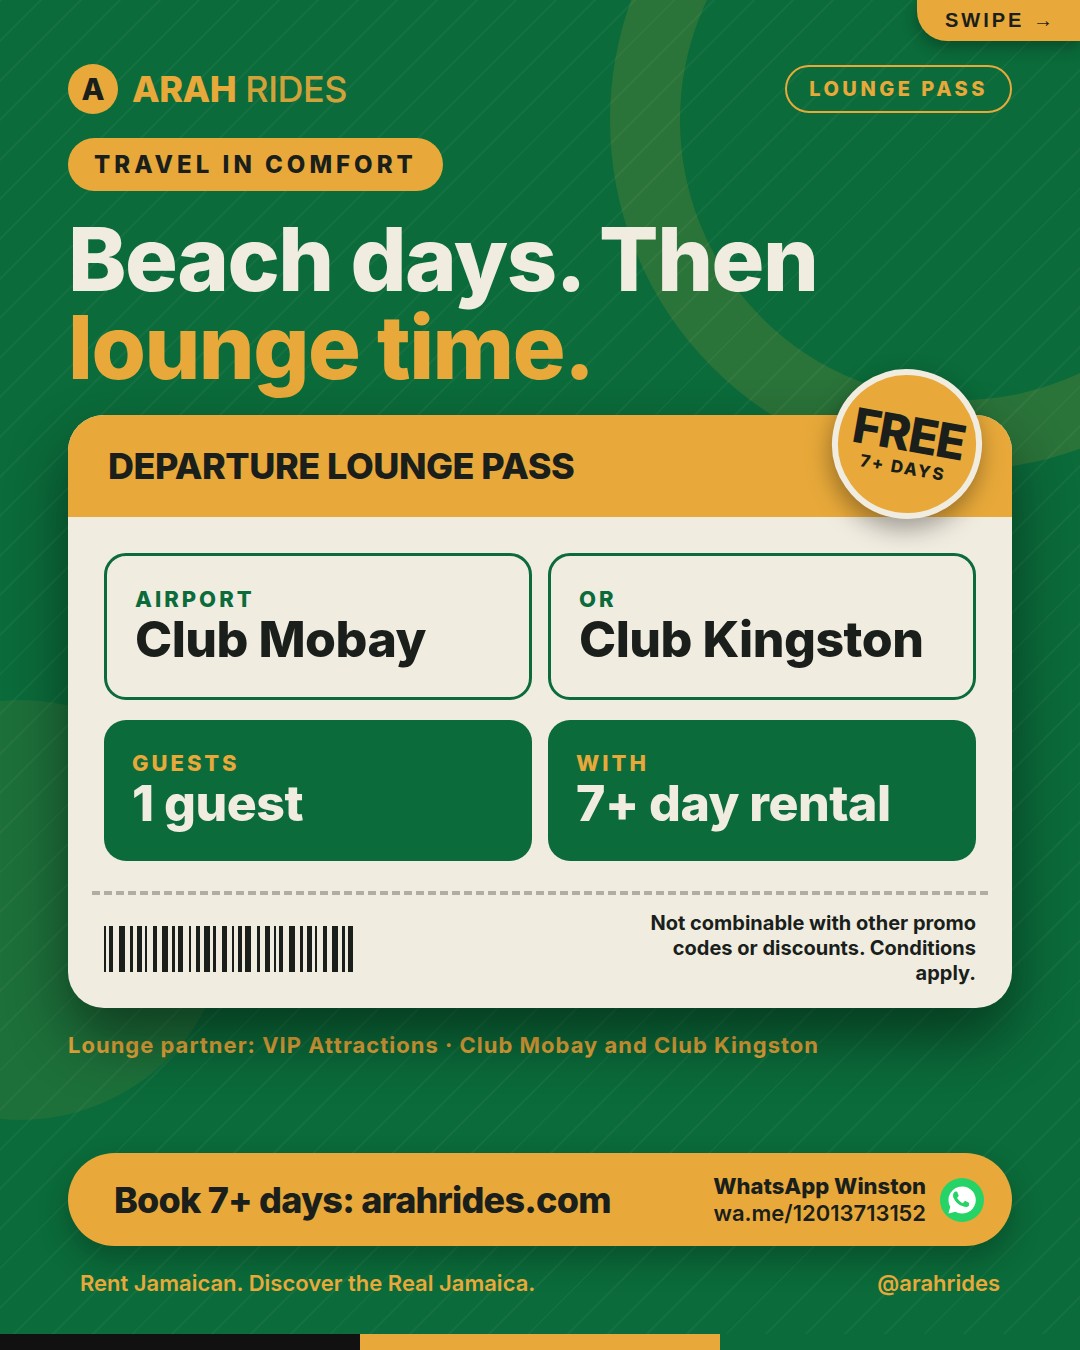 SWIPE →
A ARAH RIDES
LOUNGE PASS
TRAVEL IN COMFORT
Beach days. Then
lounge time.
DEPARTURE LOUNGE PASS
FREE
7+ DAYS
AIRPORT
Club Mobay
OR
Club Kingston
GUESTS
1 guest
WITH
7+ day rental
Not combinable with other promo
codes or discounts. Conditions
apply.
Lounge partner: VIP Attractions · Club Mobay and Club Kingston
Book 7+ days: arahrides.com
WhatsApp Winston
wa.me/12013713152
Rent Jamaican. Discover the Real Jamaica.
@arahrides